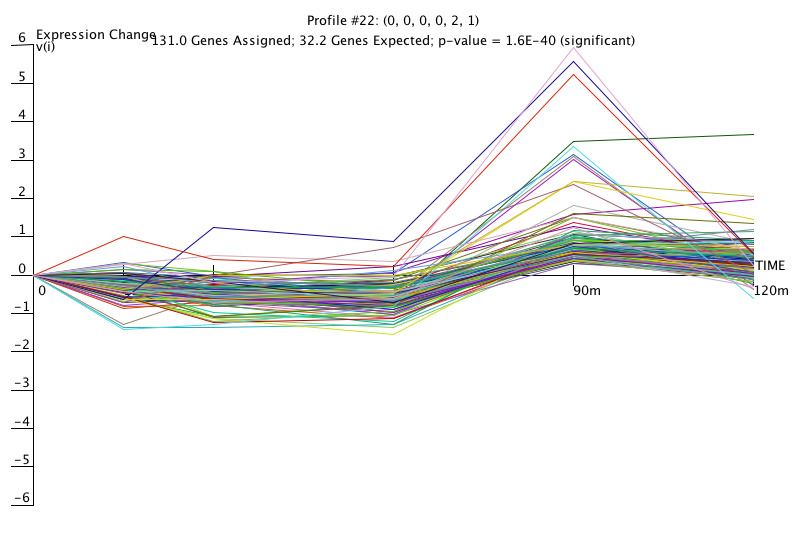 Profile #22: (0, 0, 0, 0, 2, 1)
Expression Change
v(i)
131.0 Genes Assigned; 32.2 Genes Expected; p-value = 1.6E-40 (significant)
6
5
4
3
2
1
0
-1
-2
-3
-4
-5
-6
TIME
0
90m
120m